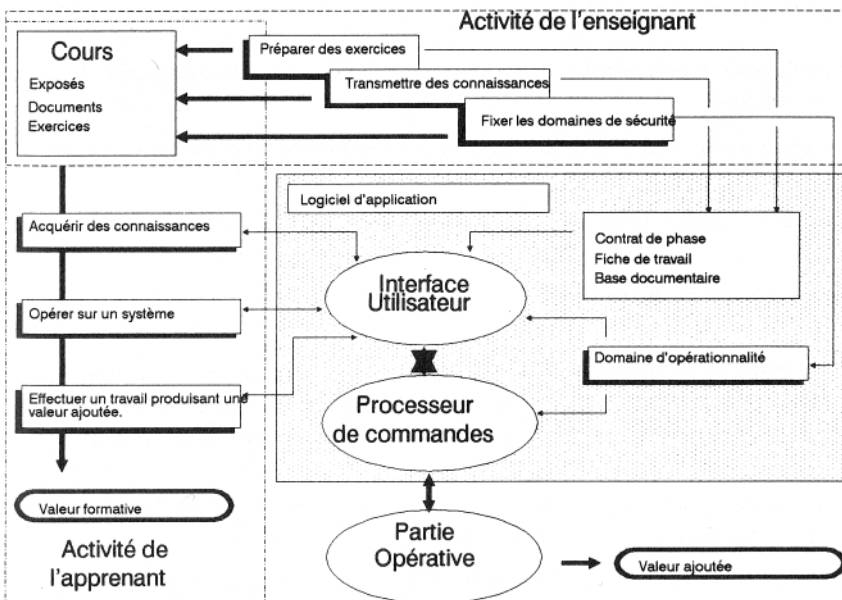 Activité de l'enseignant
Cours
Exposés
Documents
Exercices
Préparer des exercices
Transmettre des connaissances
Fixer les domaines de sécurité
Logiciel d'application
Acquérir des connaissances
Contrat de phase
Fiche de travail
Base documentaire
Interface
Utilisateur
Opérer sur un système
Domaine d'opérationnalité
Effectuer un travail produisant une
valeur ajoutée.
Processeur
de commandes
Valeur formative
Partie
Opérative
Activité de
l'apprenant
Valeur ajoutée